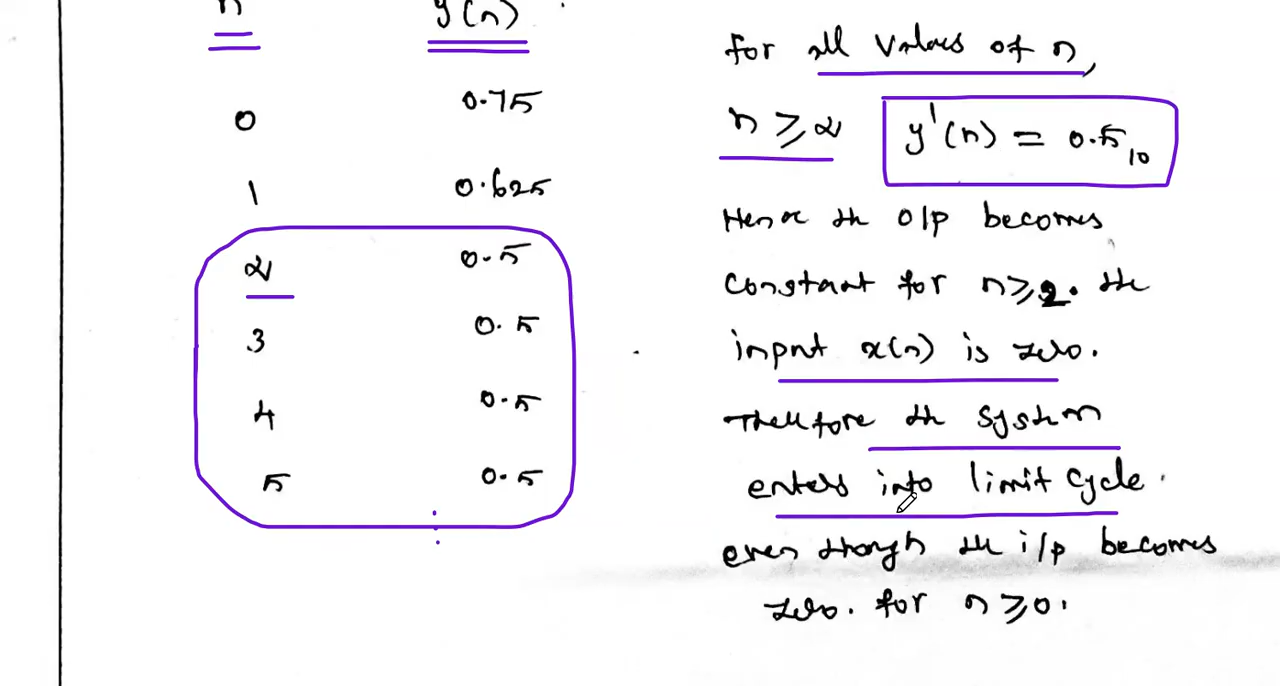 n y(n)
0 0.75
1 0.625
2 0.5
3 0.5
4 0.5
5 0.5
for all values of n,
n ≥ 2 y'(n) = 0.5₁₀
Hence the o/p becomes
constant for n≥2. the
input x(n) is zero.
Therefore the system
enters into limit cycle.
even though the i/p becomes
zero. for n≥0.